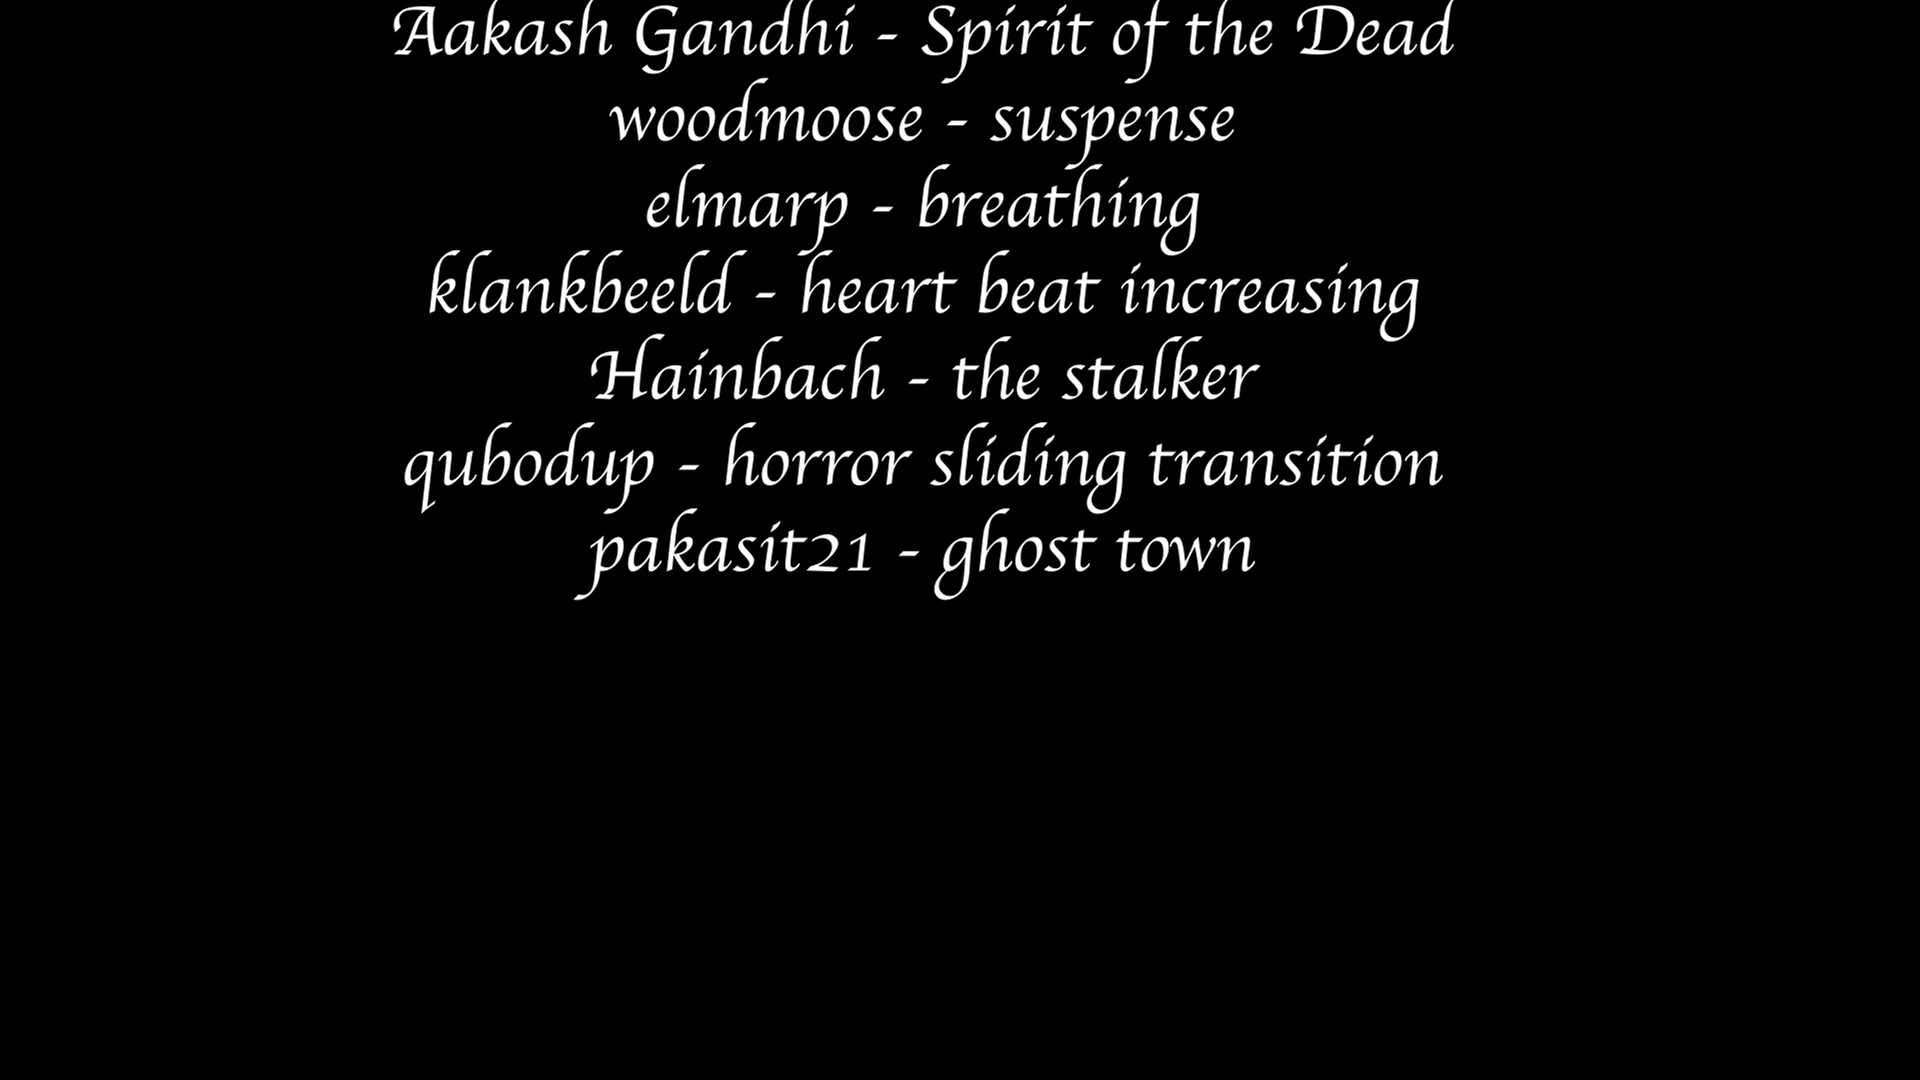 Aakash Gandhi - Spirit of the Dead
woodmoose - suspense
elmarp - breathing
klankbeeld - heart beat increasing
Hainbach - the stalker
qubodup - horror sliding transition
pakasit21 - ghost town